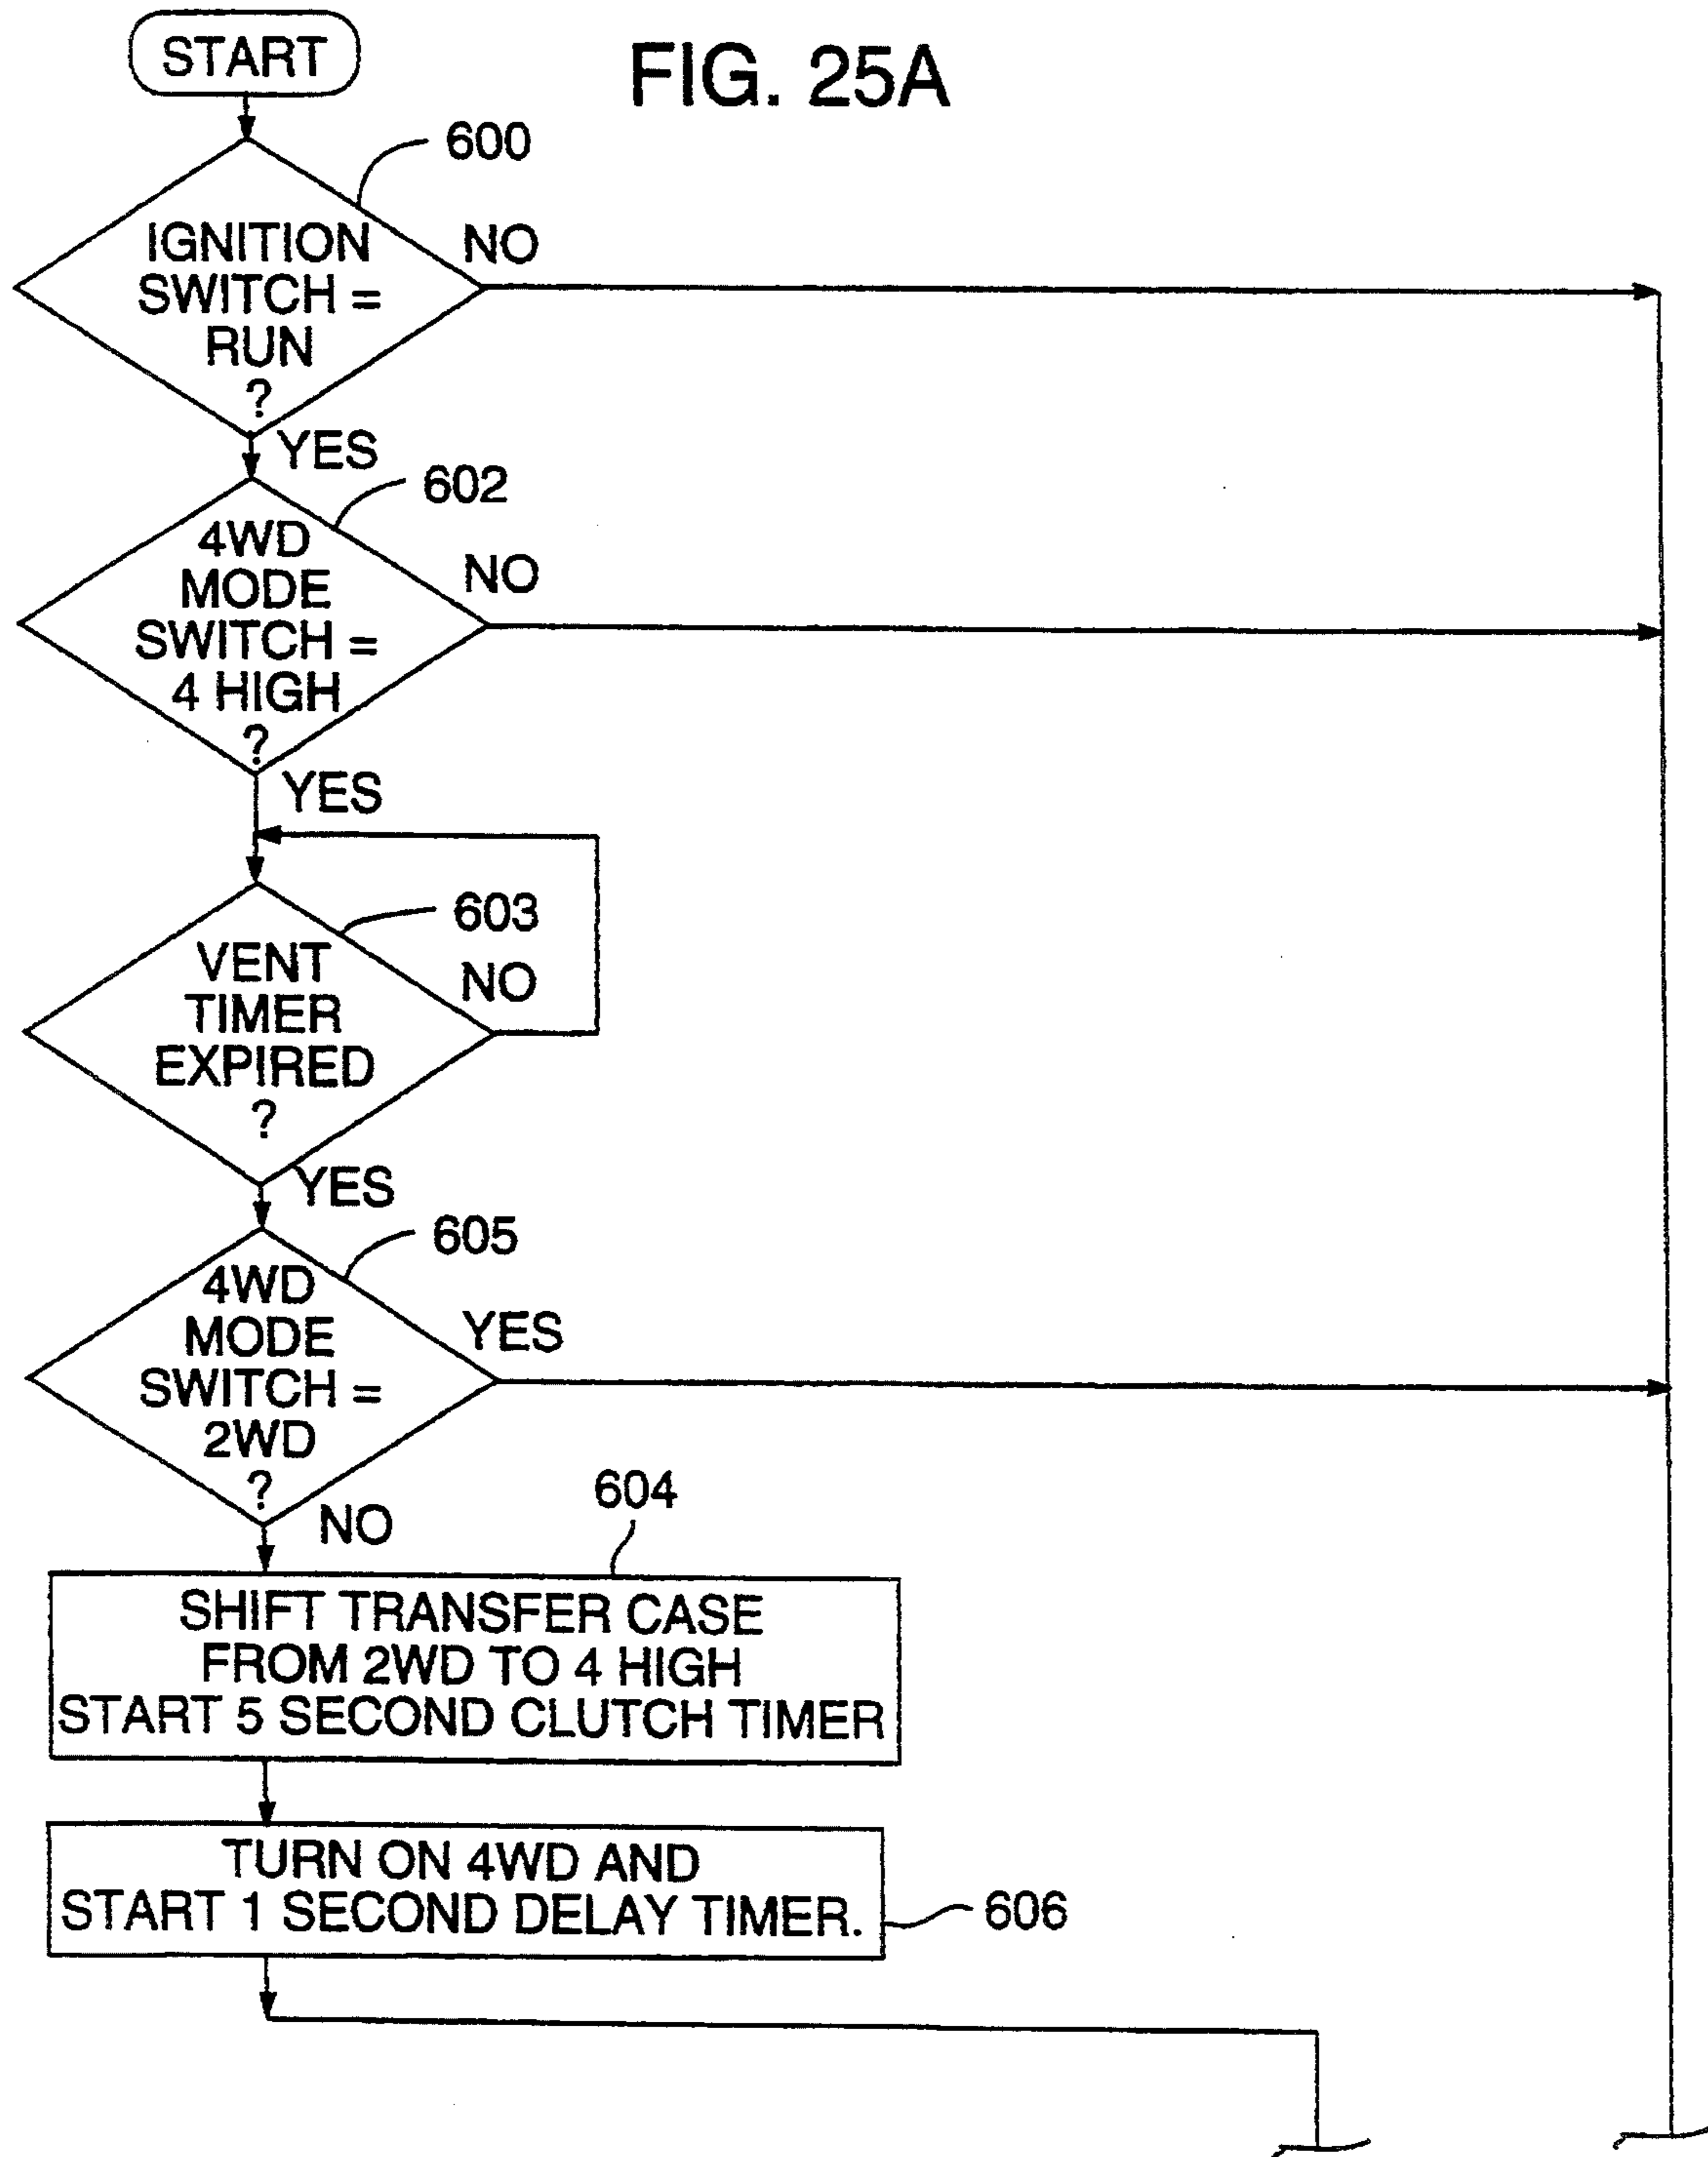 START
FIG. 25A
600
IGNITION
SWITCH =
RUN
?
NO
YES
602
4WD
MODE
SWITCH =
4 HIGH
?
NO
YES
603
VENT
TIMER
EXPIRED
?
NO
YES
605
4WD
MODE
SWITCH =
2WD
?
YES
NO
604
SHIFT TRANSFER CASE
FROM 2WD TO 4 HIGH
START 5 SECOND CLUTCH TIMER
TURN ON 4WD AND
START 1 SECOND DELAY TIMER.
606